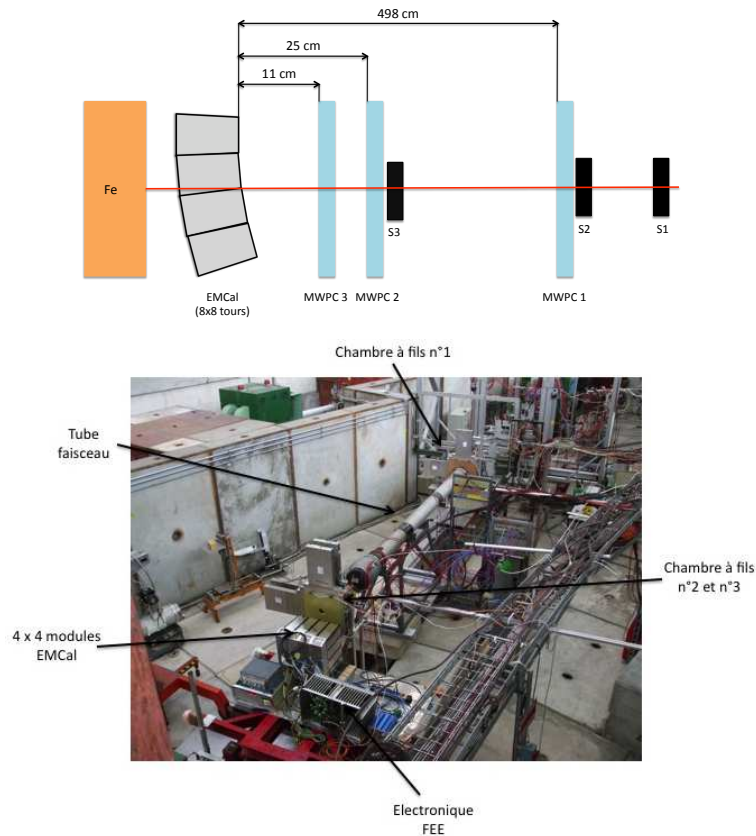 498 cm
25 cm
11 cm
Fe
S3
S2
S1
EMCal
(8x8 tours)
MWPC 3
MWPC 2
MWPC 1
Chambre à fils n°1
Tube
faisceau
Chambre à fils
n°2 et n°3
4 x 4 modules
EMCal
Electronique
FEE